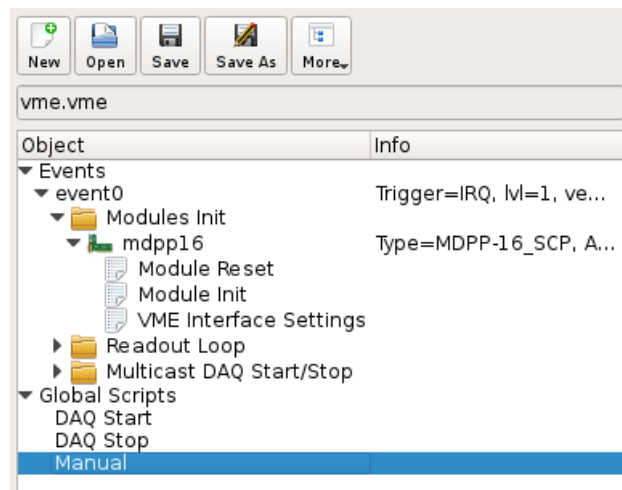 New Open Save Save As More
vme.vme
Object Info
Events
event0 Trigger=IRQ, lvl=1, ve...
Modules Init
mdpp16 Type=MDPP-16_SCP, A...
Module Reset
Module Init
VME Interface Settings
Readout Loop
Multicast DAQ Start/Stop
Global Scripts
DAQ Start
DAQ Stop
Manual